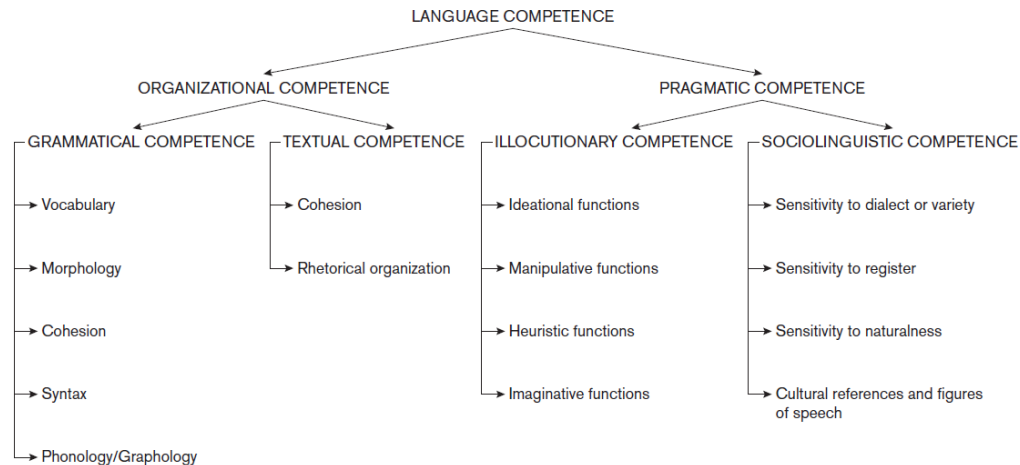 LANGUAGE COMPETENCE
ORGANIZATIONAL COMPETENCE
PRAGMATIC COMPETENCE
GRAMMATICAL COMPETENCE
Vocabulary
Morphology
Cohesion
Syntax
Phonology/Graphology
TEXTUAL COMPETENCE
Cohesion
Rhetorical organization
ILLOCUTIONARY COMPETENCE
Ideational functions
Manipulative functions
Heuristic functions
Imaginative functions
SOCIOLINGUISTIC COMPETENCE
Sensitivity to dialect or variety
Sensitivity to register
Sensitivity to naturalness
Cultural references and figures
of speech